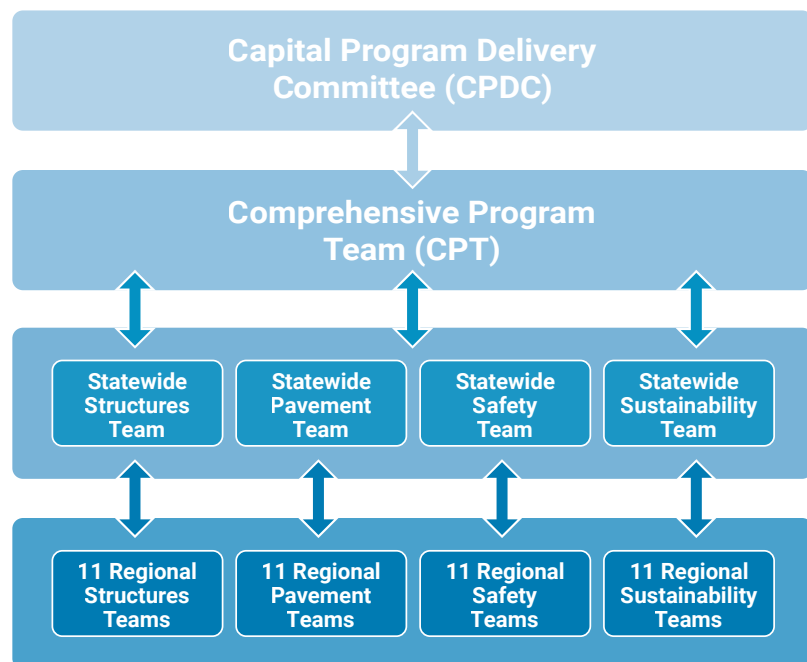 Capital Program Delivery
Committee (CPDC)
Comprehensive Program
Team (CPT)
Statewide
Structures
Team
Statewide
Pavement
Team
Statewide
Safety
Team
Statewide
Sustainability
Team
11 Regional
Structures
Teams
11 Regional
Pavement
Teams
11 Regional
Safety
Teams
11 Regional
Sustainability
Teams